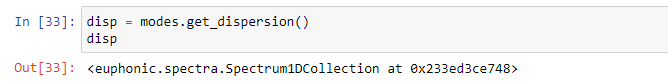 In [33]: disp = modes.get_dispersion()
disp
Out[33]: <euphonic.spectra.Spectrum1DCollection at 0x233ed3ce748>